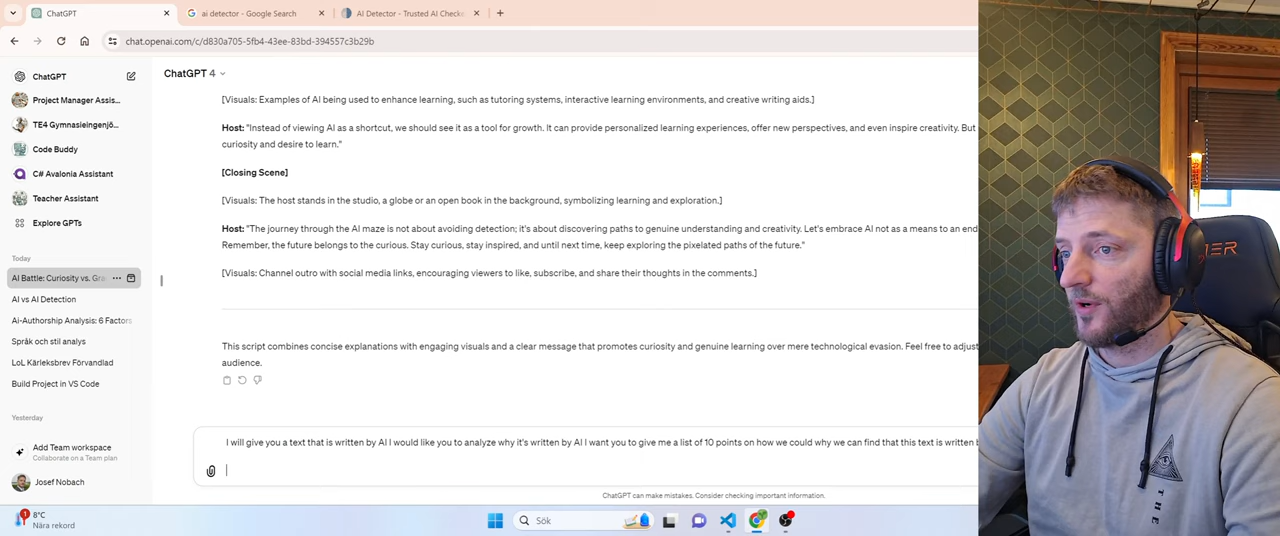 ChatGPT
ai detector - Google Search
AI Detector - Trusted AI Checke
chat.openai.com/c/d830a705-5fb4-43ee-83bd-394557c3b29b
ChatGPT
Project Manager Assis...
TE4 Gymnasieingenjö...
Code Buddy
C# Avalonia Assistant
Teacher Assistant
Explore GPTs
Today
AI Battle: Curiosity vs. Gra
AI vs AI Detection
Ai-Authorship Analysis: 6 Factors
Språk och stil analys
LoL Kärleksbrev Förvandlad
Build Project in VS Code
Yesterday
Add Team workspace
Collaborate on a Team plan
Josef Nobach
ChatGPT 4
[Visuals: Examples of AI being used to enhance learning, such as tutoring systems, interactive learning environments, and creative writing aids.]
Host: "Instead of viewing AI as a shortcut, we should see it as a tool for growth. It can provide personalized learning experiences, offer new perspectives, and even inspire creativity. But
curiosity and desire to learn."
[Closing Scene]
[Visuals: The host stands in the studio, a globe or an open book in the background, symbolizing learning and exploration.]
Host: "The journey through the AI maze is not about avoiding detection; it's about discovering paths to genuine understanding and creativity. Let's embrace AI not as a means to an end
Remember, the future belongs to the curious. Stay curious, stay inspired, and until next time, keep exploring the pixelated paths of the future."
[Visuals: Channel outro with social media links, encouraging viewers to like, subscribe, and share their thoughts in the comments.]
This script combines concise explanations with engaging visuals and a clear message that promotes curiosity and genuine learning over mere technological evasion. Feel free to adjust
audience.
I will give you a text that is written by AI I would like you to analyze why it's written by AI I want you to give me a list of 10 points on how we could why we can find that this text is written
ChatGPT can make mistakes. Consider checking important information.
1
8°C
Nära rekord
Sök
THE